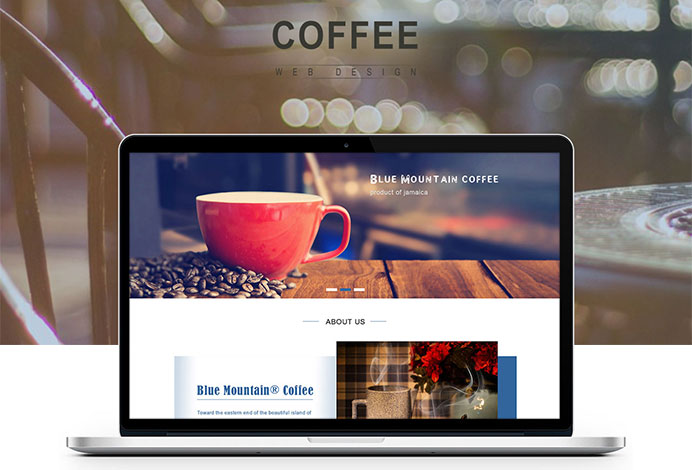 COFFEE
WEB DESIGN
BLUE MOUNTAIN COFFEE
product of jamaica
ABOUT US
Blue Mountain® Coffee
Toward the eastern end of the beautiful island of